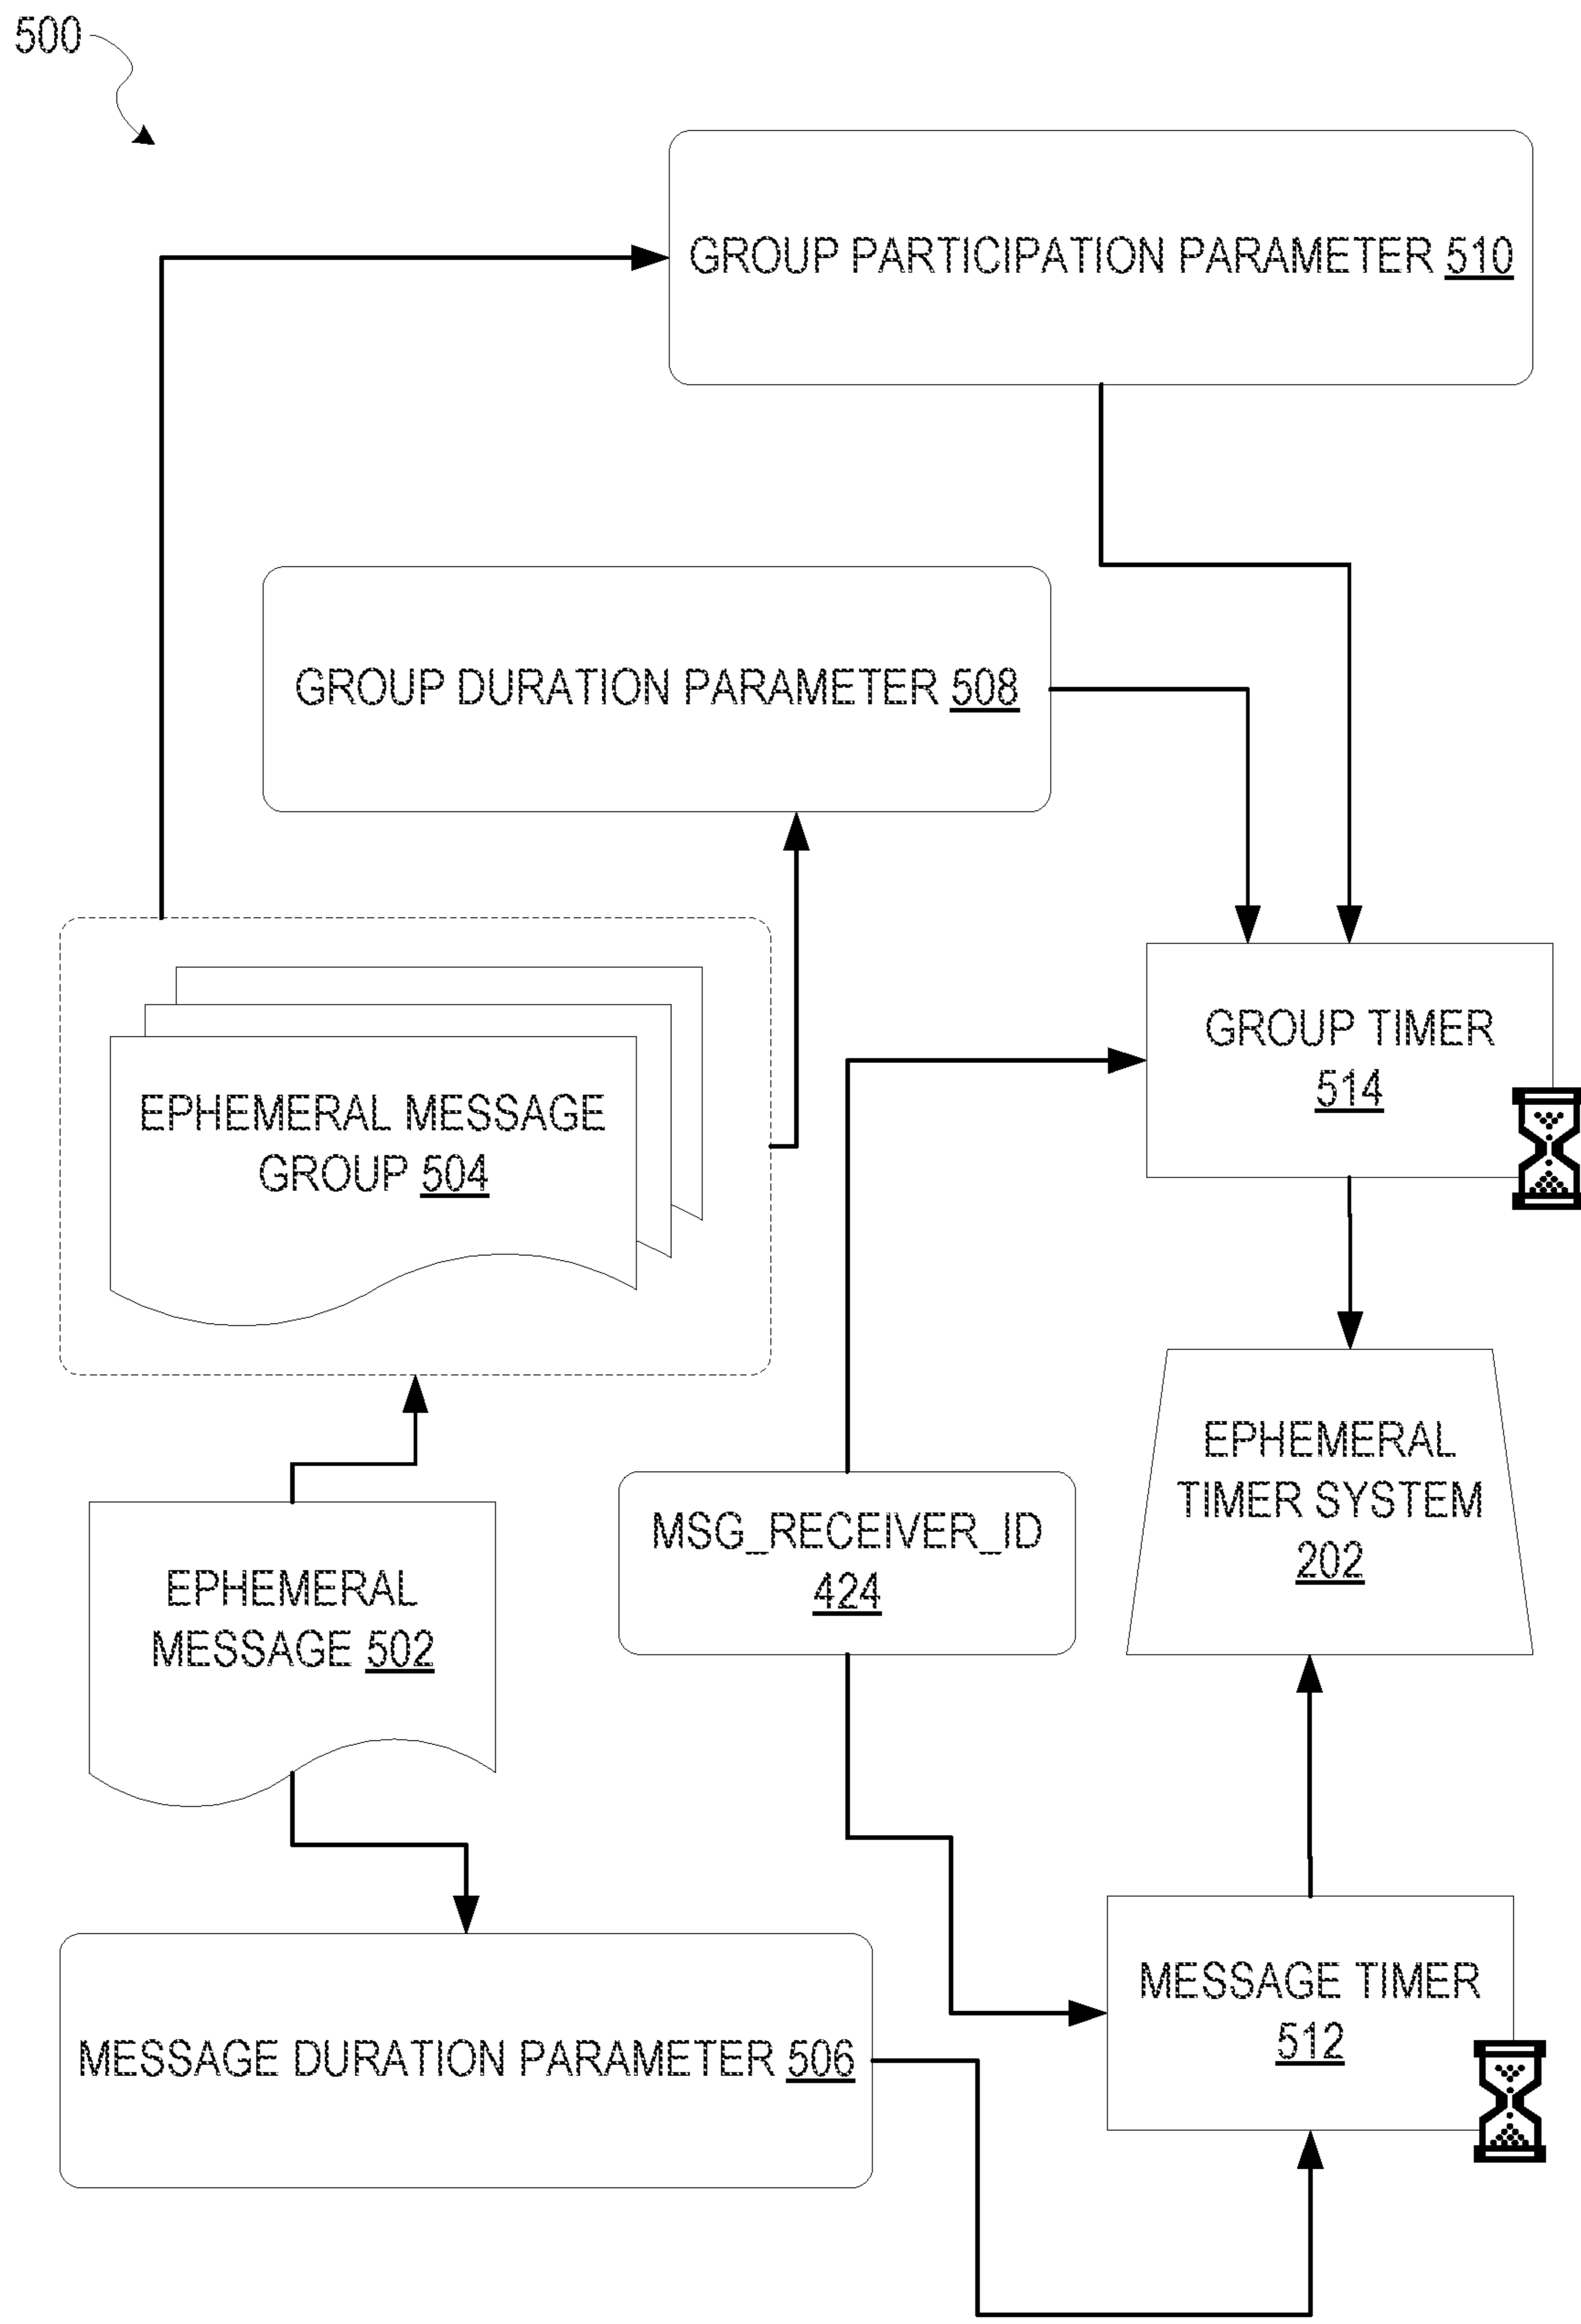 500
GROUP PARTICIPATION PARAMETER 510
GROUP DURATION PARAMETER 508
GROUP TIMER
514
EPHEMERAL MESSAGE
GROUP 504
EPHEMERAL
TIMER SYSTEM
202
MSG_RECEIVER_ID
424
EPHEMERAL
MESSAGE 502
MESSAGE TIMER
512
MESSAGE DURATION PARAMETER 506